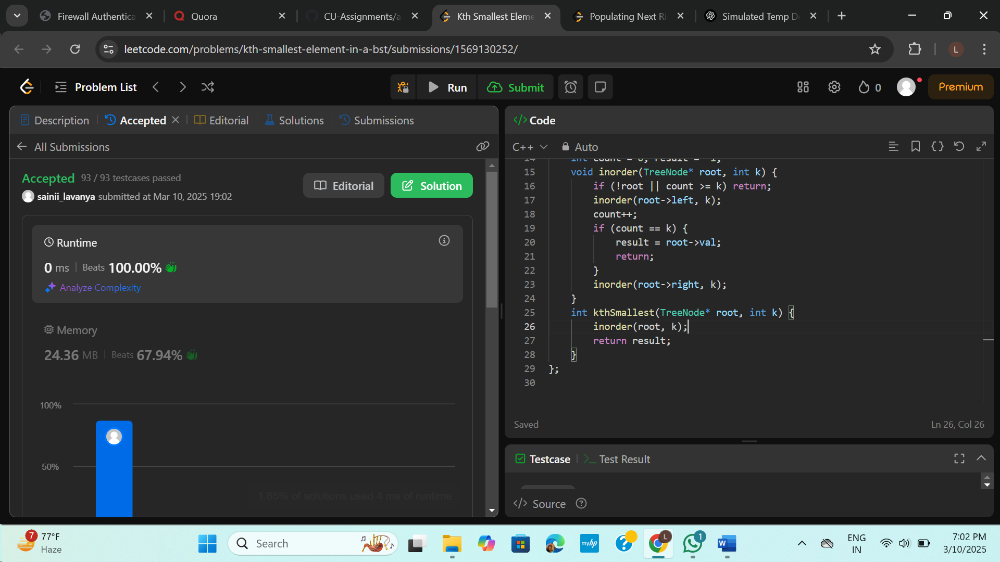 Firewall Authentica
Quora
CU-Assignments/a
Kth Smallest Eleme
Populating Next Ri
Simulated Temp De
leetcode.com/problems/kth-smallest-element-in-a-bst/submissions/1569130252/
L
Problem List
Run
Submit
0
Premium
Description
Accepted
Editorial
Solutions
Submissions
All Submissions
Accepted 93 / 93 testcases passed
sainii_lavanya submitted at Mar 10, 2025 19:02
Editorial
Solution
Runtime
0 ms Beats 100.00%
Analyze Complexity
Memory
24.36 MB Beats 67.94%
100%
50%
1.85% of solutions used 4 ms of runtime
</> Code
C++
Auto
14 int count = 0, result = -1;
15 void inorder(TreeNode* root, int k) {
16 if (!root || count >= k) return;
17 inorder(root->left, k);
18 count++;
19 if (count == k) {
20 result = root->val;
21 return;
22 }
23 inorder(root->right, k);
24 }
25 int kthSmallest(TreeNode* root, int k) {
26 inorder(root, k);
27 return result;
28 }
29 };
30
Saved
Ln 26, Col 26
Testcase
Test Result
</> Source
7
77°F
Haze
Search
myhp
L
1
W
ENG
IN
7:02 PM
3/10/2025